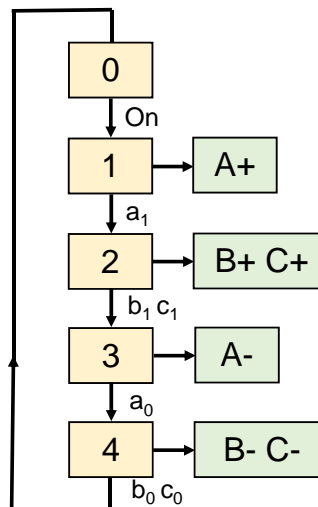 0
On
1 A+
a₁
2 B+ C+
b₁ c₁
3 A-
a₀
4 B- C-
b₀ c₀